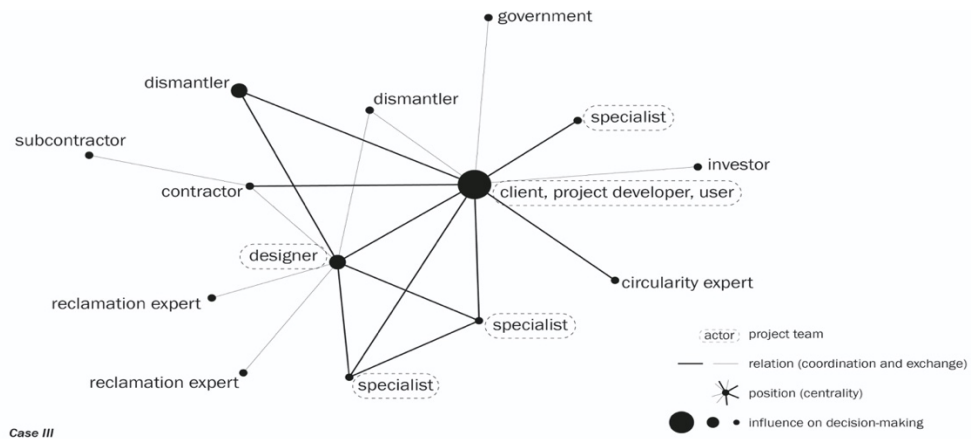 government
dismantler
dismantler
specialist
subcontractor
investor
contractor
client, project developer, user
designer
circularity expert
reclamation expert
specialist
actor project team
relation (coordination and exchange)
reclamation expert
specialist
position (centrality)
influence on decision-making
Case III